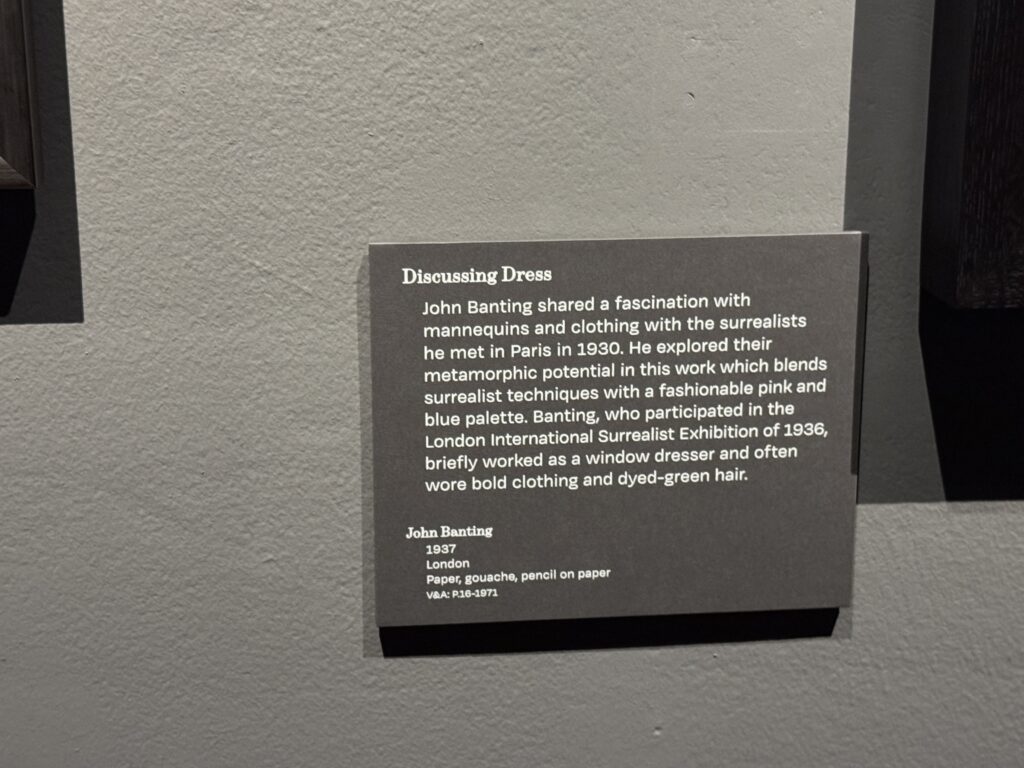 Discussing Dress
John Banting shared a fascination with
mannequins and clothing with the surrealists
he met in Paris in 1930. He explored their
metamorphic potential in this work which blends
surrealist techniques with a fashionable pink and
blue palette. Banting, who participated in the
London International Surrealist Exhibition of 1936,
briefly worked as a window dresser and often
wore bold clothing and dyed-green hair.
John Banting
1937
London
Paper, gouache, pencil on paper
V&A: P.16-1971